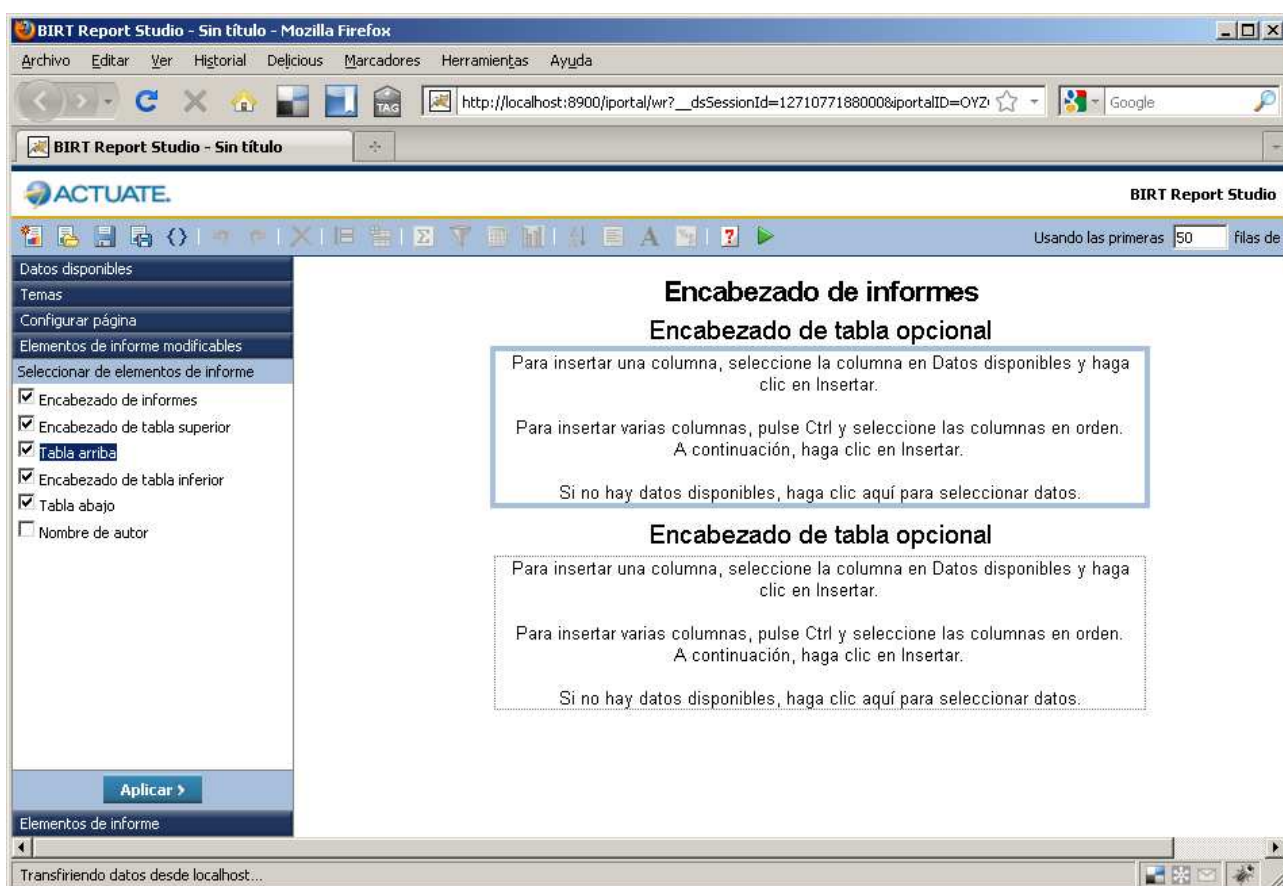 BIRT Report Studio - Sin título - Mozilla Firefox
Archivo Editar Ver Historial Delicious Marcadores Herramientas Ayuda
TAG
http://localhost:8900/iportal/wr?__dsSessionId=1271077188000&iportalID=OYZ
Google
BIRT Report Studio - Sin título
ACTUATE.
BIRT Report Studio
Usando las primeras 50 filas de
Datos disponibles
Temas
Configurar página
Elementos de informe modificables
Seleccionar de elementos de informe
Encabezado de informes
Encabezado de tabla superior
Tabla arriba
Encabezado de tabla inferior
Tabla abajo
Nombre de autor
Aplicar >
Elementos de informe
Encabezado de informes
Encabezado de tabla opcional
Para insertar una columna, seleccione la columna en Datos disponibles y haga
clic en Insertar.
Para insertar varias columnas, pulse Ctrl y seleccione las columnas en orden.
A continuación, haga clic en Insertar.
Si no hay datos disponibles, haga clic aquí para seleccionar datos.
Encabezado de tabla opcional
Para insertar una columna, seleccione la columna en Datos disponibles y haga
clic en Insertar.
Para insertar varias columnas, pulse Ctrl y seleccione las columnas en orden.
A continuación, haga clic en Insertar.
Si no hay datos disponibles, haga clic aquí para seleccionar datos.
Transfiriendo datos desde localhost...